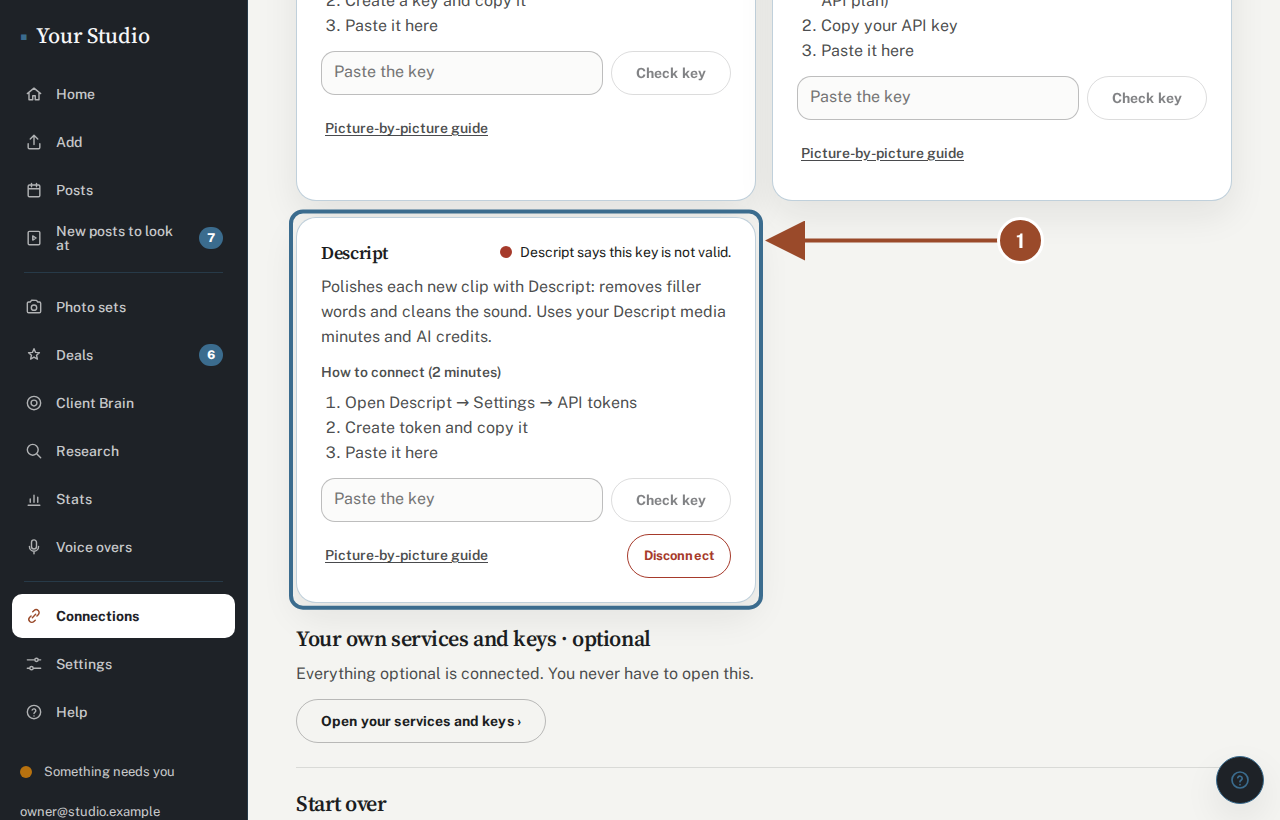 Your Studio
Home
Add
Posts
New posts to look
at
7
Photo sets
Deals
6
Client Brain
Research
Stats
Voice overs
Connections
Settings
Help
Something needs you
owner@studio.example
2. Create a key and copy it
3. Paste it here
Paste the key
Check key
Picture-by-picture guide
API plan)
2. Copy your API key
3. Paste it here
Paste the key
Check key
Picture-by-picture guide
Descript
Descript says this key is not valid.
Polishes each new clip with Descript: removes filler
words and cleans the sound. Uses your Descript media
minutes and AI credits.
How to connect (2 minutes)
1. Open Descript → Settings → API tokens
2. Create token and copy it
3. Paste it here
Paste the key
Check key
Picture-by-picture guide
Disconnect
1
Your own services and keys · optional
Everything optional is connected. You never have to open this.
Open your services and keys ›
Start over